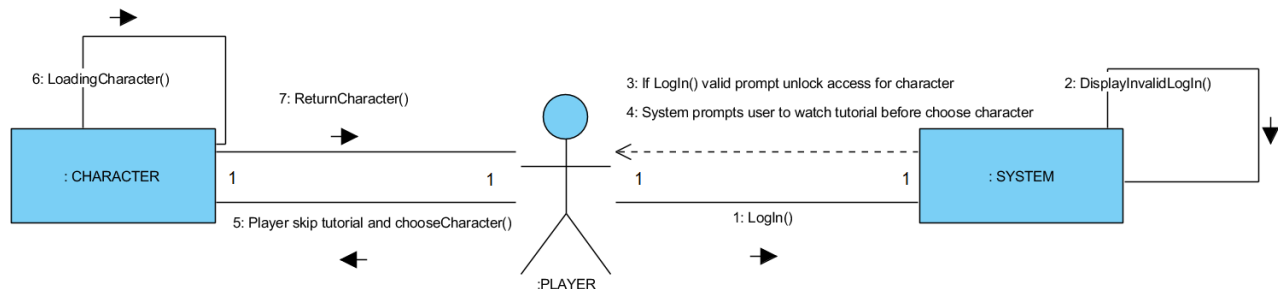 6: LoadingCharacter()
3: If LogIn() valid prompt unlock access for character
2: DisplayInvalidLogIn()
7: ReturnCharacter()
4: System prompts user to watch tutorial before choose character
: CHARACTER
1
1
1
1
: SYSTEM
5: Player skip tutorial and chooseCharacter()
1: LogIn()
:PLAYER